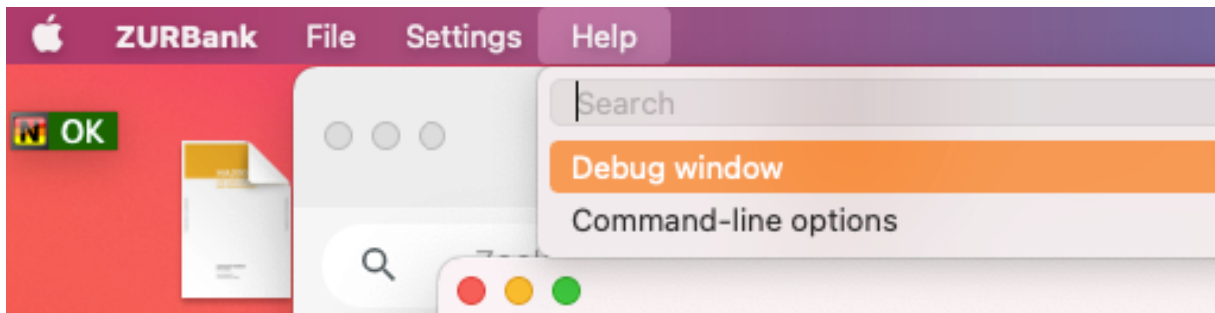 ZURBank File Settings Help
Search
N OK
Debug window
Command-line options